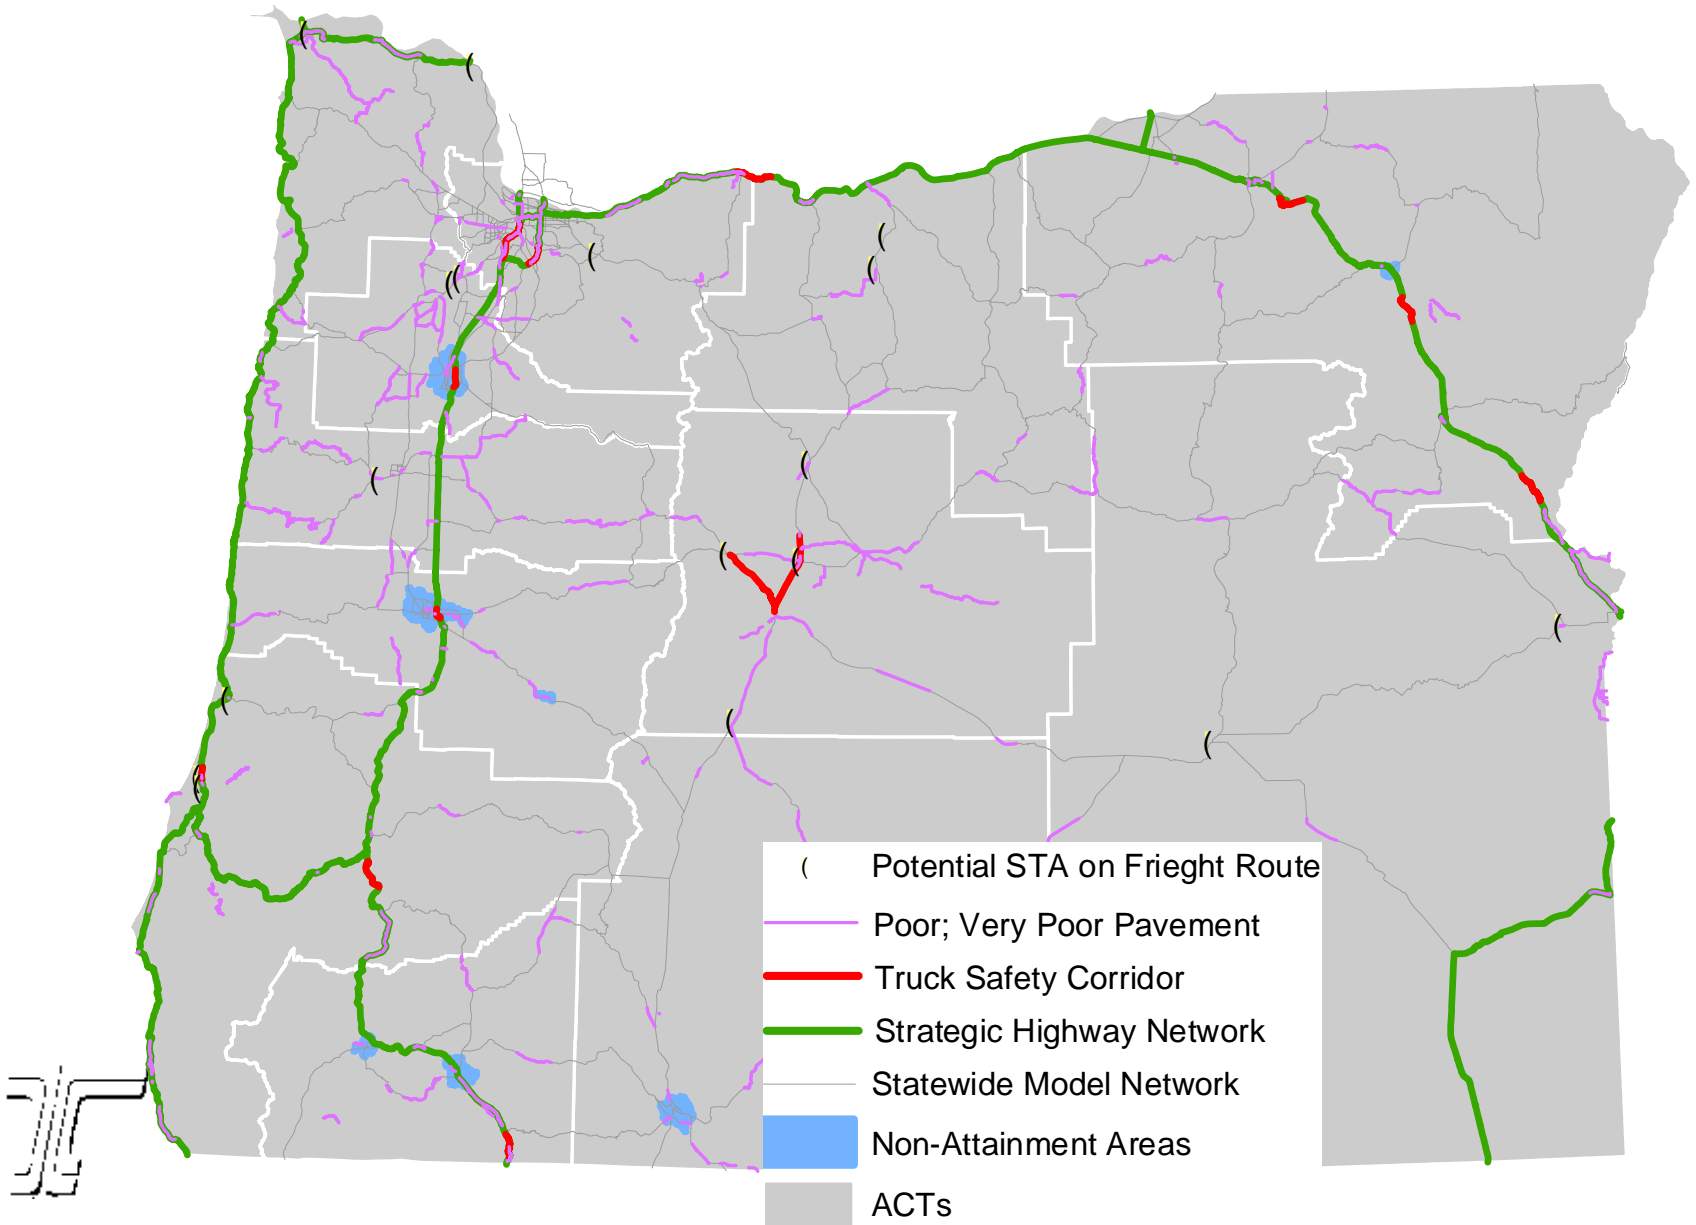 Potential STA on Frieght Route
Poor; Very Poor Pavement
Truck Safety Corridor
Strategic Highway Network
Statewide Model Network
Non-Attainment Areas
ACTs